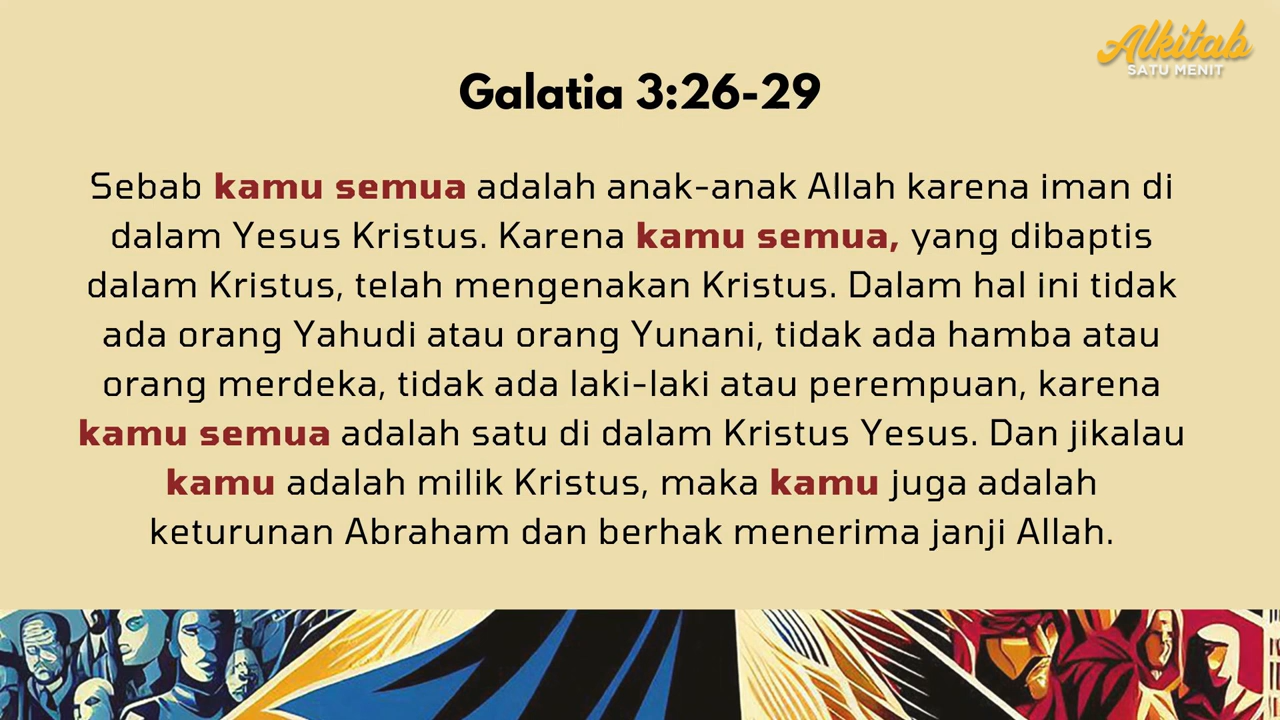 Alkitab
SATU MENIT
Galatia 3:26-29
Sebab kamu semua adalah anak-anak Allah karena iman di
dalam Yesus Kristus. Karena kamu semua, yang dibaptis
dalam Kristus, telah mengenakan Kristus. Dalam hal ini tidak
ada orang Yahudi atau orang Yunani, tidak ada hamba atau
orang merdeka, tidak ada laki-laki atau perempuan, karena
kamu semua adalah satu di dalam Kristus Yesus. Dan jikalau
kamu adalah milik Kristus, maka kamu juga adalah
keturunan Abraham dan berhak menerima janji Allah.